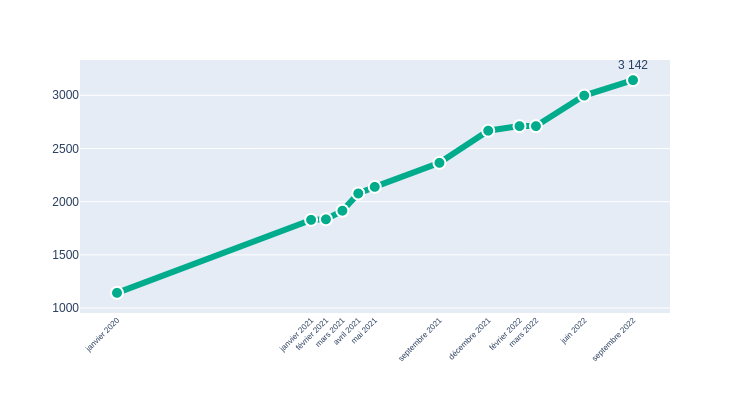 3 142
3000
2500
2000
1500
1000
janvier 2020
janvier 2021
février 2021
mars 2021
avril 2021
mai 2021
septembre 2021
décembre 2021
février 2022
mars 2022
juin 2022
septembre 2022